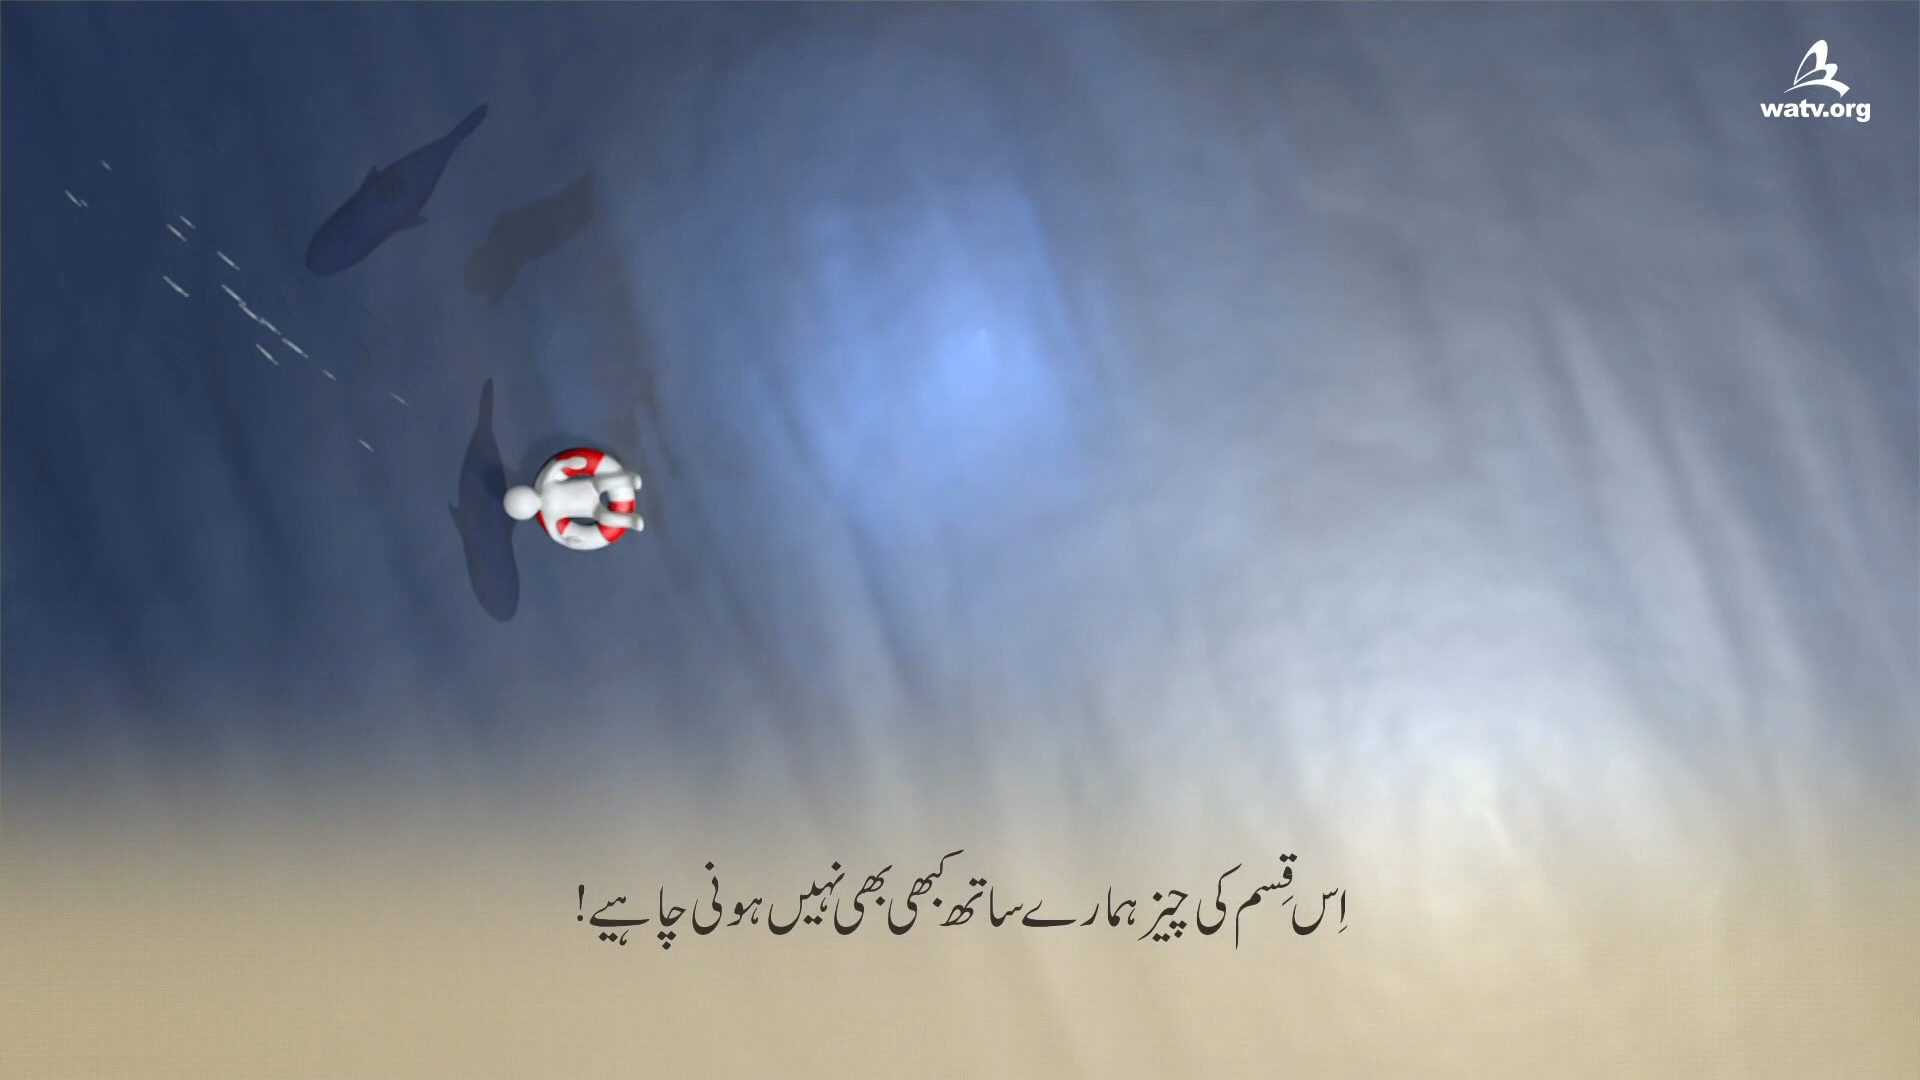 watv.org
اِس قِسم کی چیز ہمارے ساتھ کبھی بھی نہیں ہونی چاہیے!